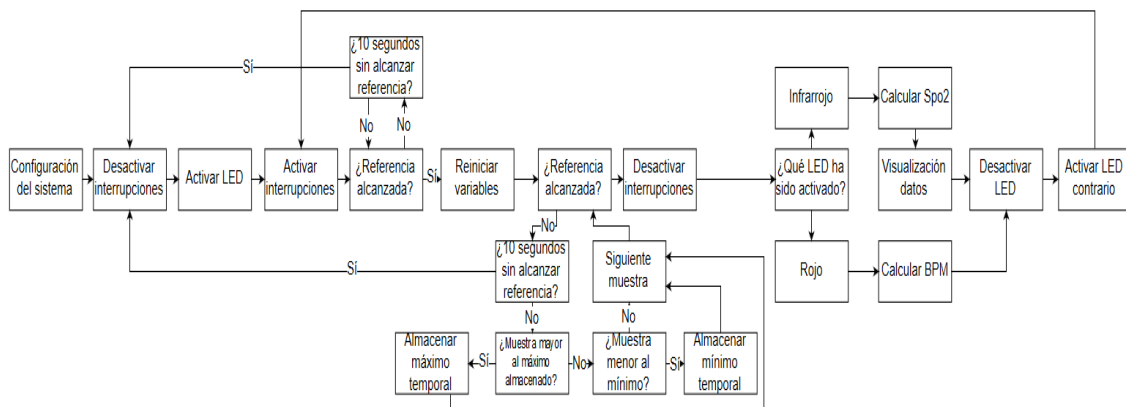 ¿10 segundos
sin alcanzar
referencia?
Sí
No
No
Configuración
del sistema
Desactivar
interrupciones
Activar LED
Activar
interrupciones
¿Referencia
alcanzada?
Sí
Reiniciar
variables
¿Referencia
alcanzada?
Desactivar
interrupciones
¿Qué LED ha
sido activado?
Infrarrojo
Calcular Spo2
Visualización
datos
Desactivar
LED
Activar LED
contrario
Rojo
Calcular BPM
No
¿10 segundos
sin alcanzar
referencia?
Sí
No
Siguiente
muestra
No
Almacenar
máximo
temporal
Sí
¿Muestra mayor
al máximo
almacenado?
No
¿Muestra
menor al
mínimo?
Sí
Almacenar
mínimo
temporal